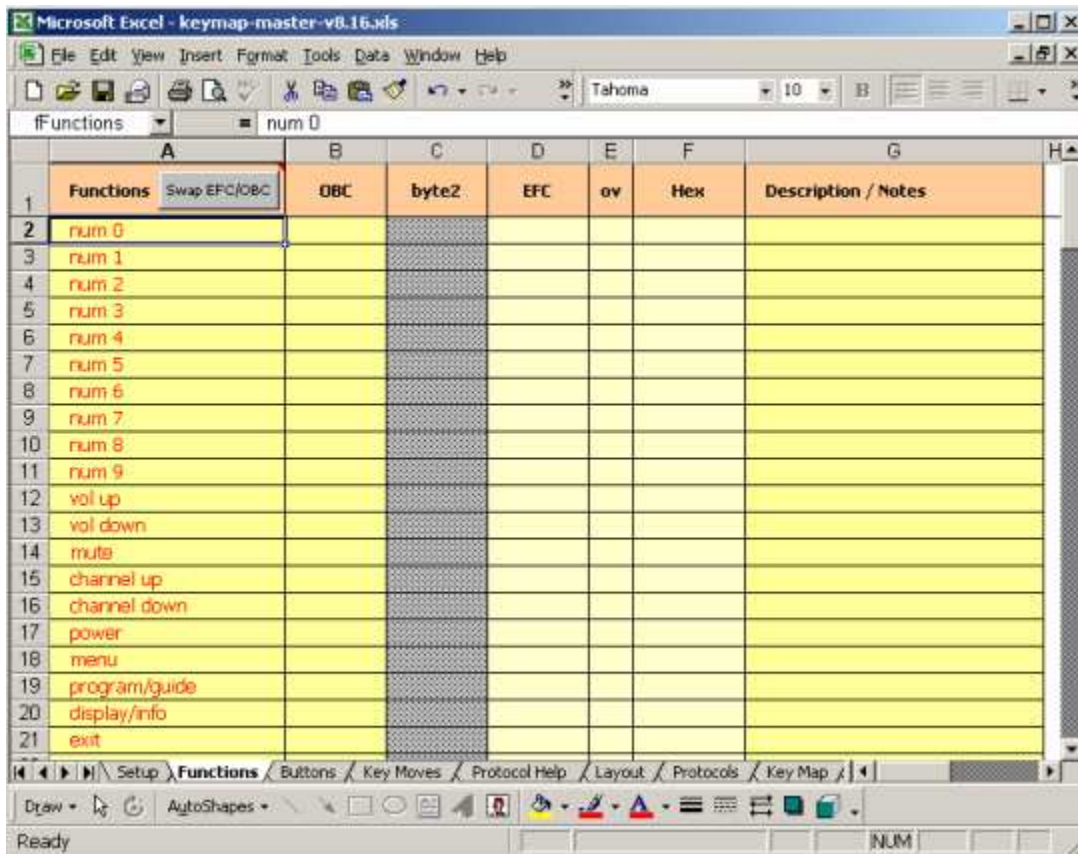 Microsoft Excel - keymap-master-v8.16.xls
File Edit View Insert Format Tools Data Window Help
Tahoma 10 B
fFunctions = num 0
A B C D E F G H
1 Functions Swap EFC/OBC OBC byte2 EFC ov Hex Description / Notes
2 num 0
3 num 1
4 num 2
5 num 3
6 num 4
7 num 5
8 num 6
9 num 7
10 num 8
11 num 9
12 vol up
13 vol down
14 mute
15 channel up
16 channel down
17 power
18 menu
19 program/guide
20 display/info
21 exit
Setup Functions Buttons Key Moves Protocol Help Layout Protocols Key Map
Draw AutoShapes A
Ready NUM